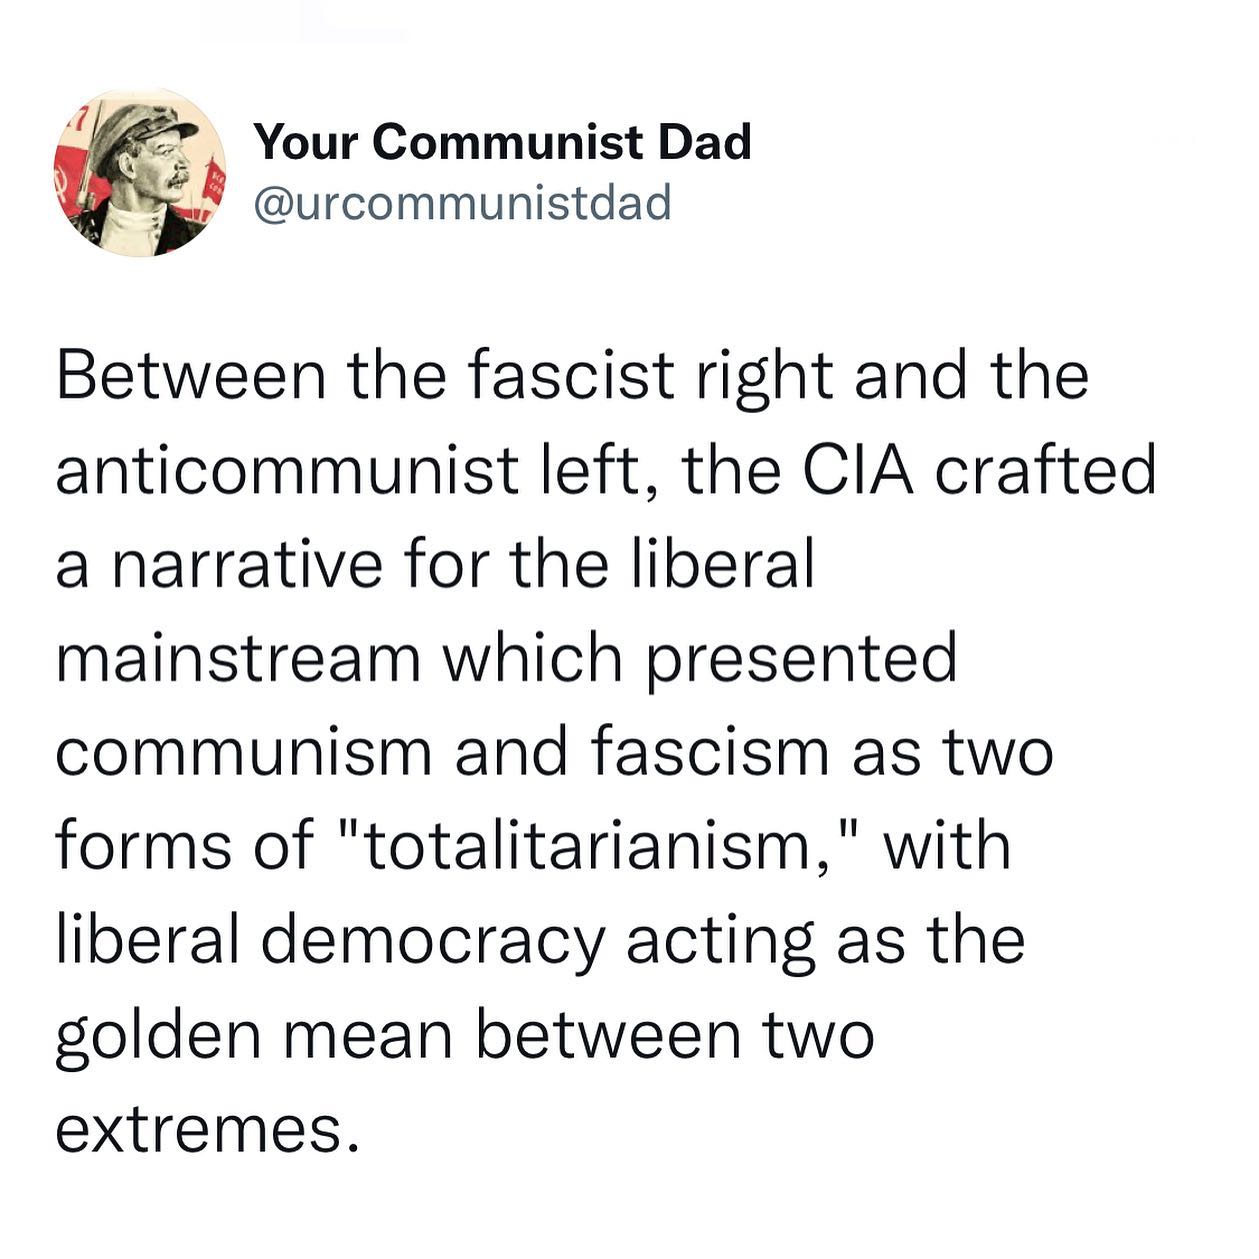 Your Communist Dad
@urcommunistdad
Between the fascist right and the
anticommunist left, the CIA crafted
a narrative for the liberal
mainstream which presented
communism and fascism as two
forms of "totalitarianism," with
liberal democracy acting as the
golden mean between two
extremes.